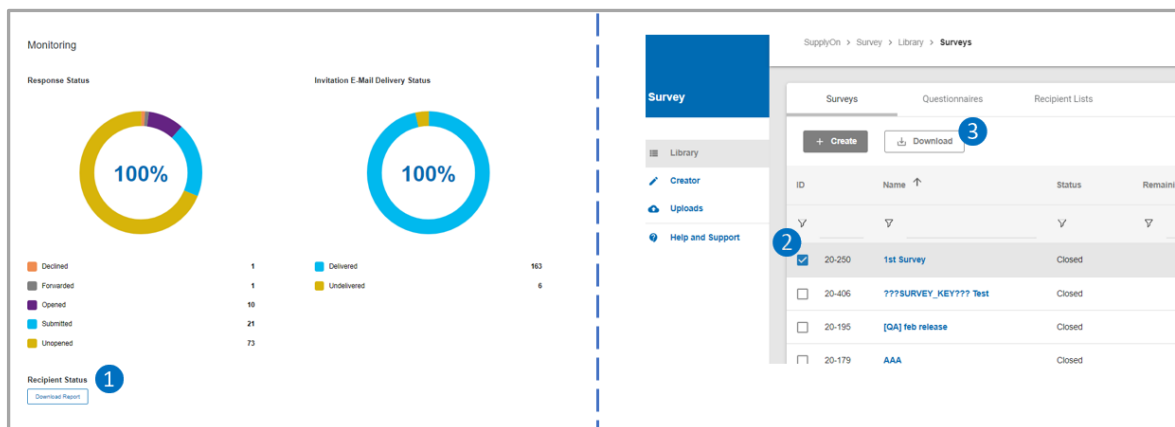 Monitoring
Response Status
Invitation E-Mail Delivery Status
100%
100%
Declined 1
Forwarded 1
Opened 10
Submitted 21
Unopened 73
Delivered 163
Undelivered 6
Recipient Status 1
Download Report
SupplyOn > Survey > Library > Surveys
Survey
Library
Creator
Uploads
Help and Support
Surveys Questionnaires Recipient Lists
+ Create Download 3
ID Name Status Remaini
2
20-250 1st Survey Closed
20-406 ???SURVEY_KEY??? Test Closed
20-195 [QA] feb release Closed
20-179 AAA Closed